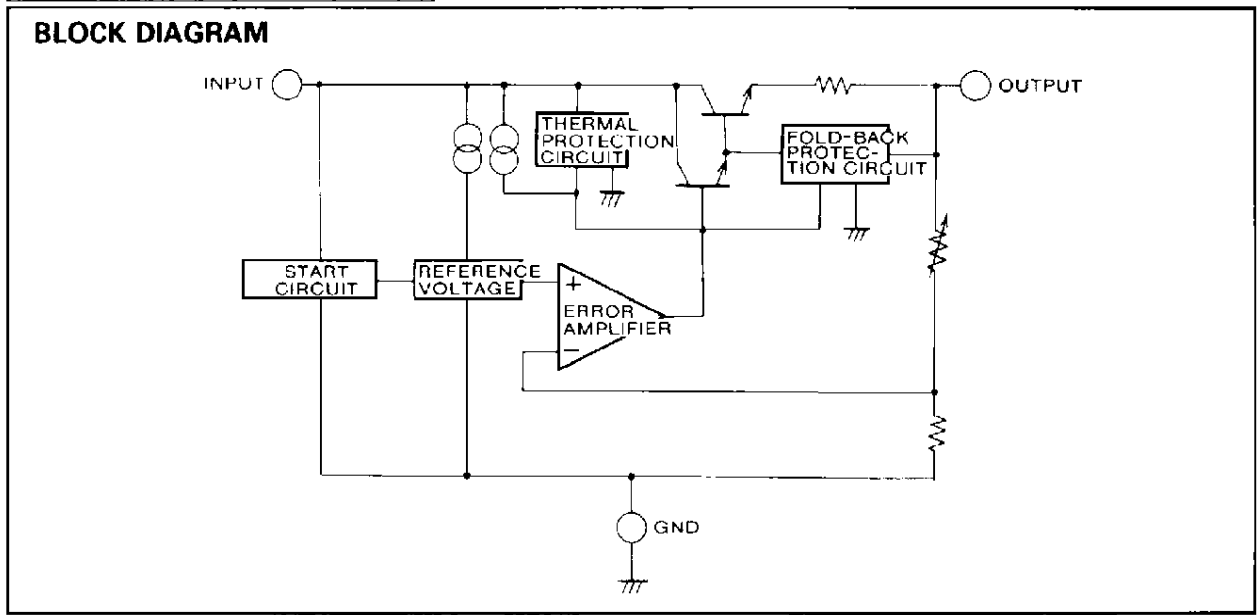 BLOCK DIAGRAM
INPUT
OUTPUT
THERMAL
PROTECTION
CIRCUIT
FOLD-BACK
PROTEC-
TION CIRCUIT
START
CIRCUIT
REFERENCE
VOLTAGE
+
ERROR
AMPLIFIER
−
GND